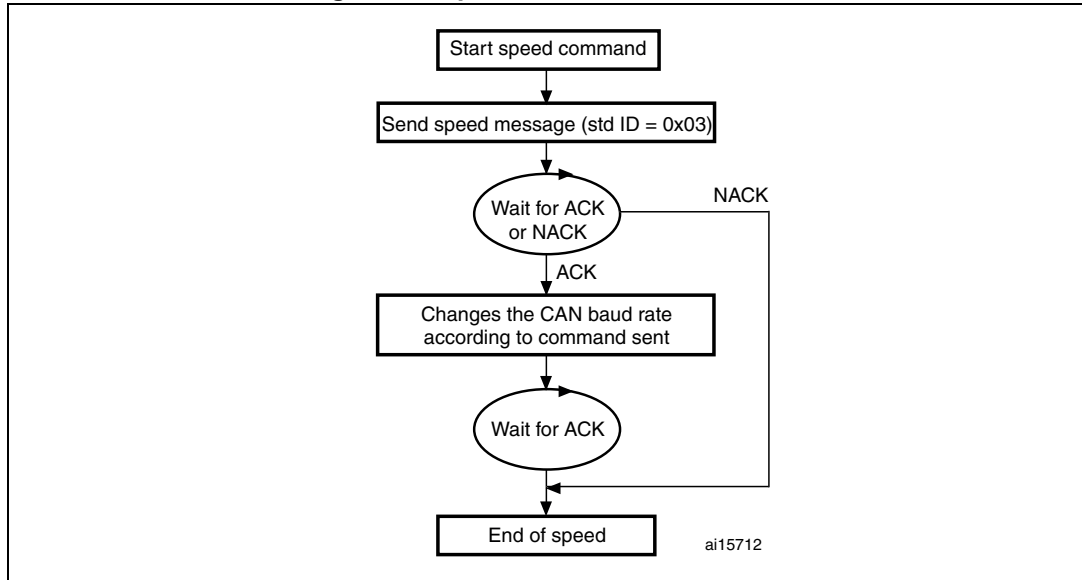 Start speed command
Send speed message (std ID = 0x03)
Wait for ACK
or NACK
NACK
ACK
Changes the CAN baud rate
according to command sent
Wait for ACK
End of speed
ai15712